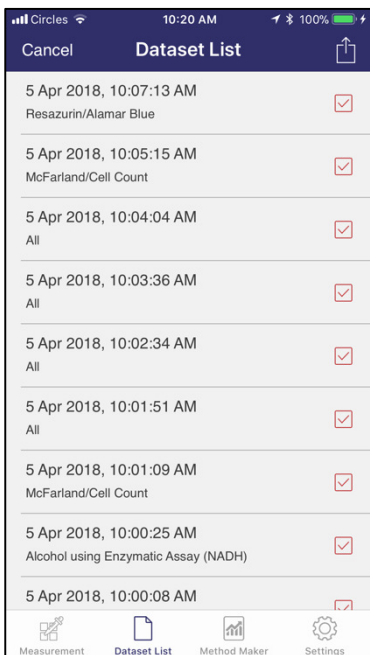 Circles 10:20 AM 100%
Cancel Dataset List
5 Apr 2018, 10:07:13 AM
Resazurin/Alamar Blue
5 Apr 2018, 10:05:15 AM
McFarland/Cell Count
5 Apr 2018, 10:04:04 AM
All
5 Apr 2018, 10:03:36 AM
All
5 Apr 2018, 10:02:34 AM
All
5 Apr 2018, 10:01:51 AM
All
5 Apr 2018, 10:01:09 AM
McFarland/Cell Count
5 Apr 2018, 10:00:25 AM
Alcohol using Enzymatic Assay (NADH)
5 Apr 2018, 10:00:08 AM
Measurement Dataset List Method Maker Settings